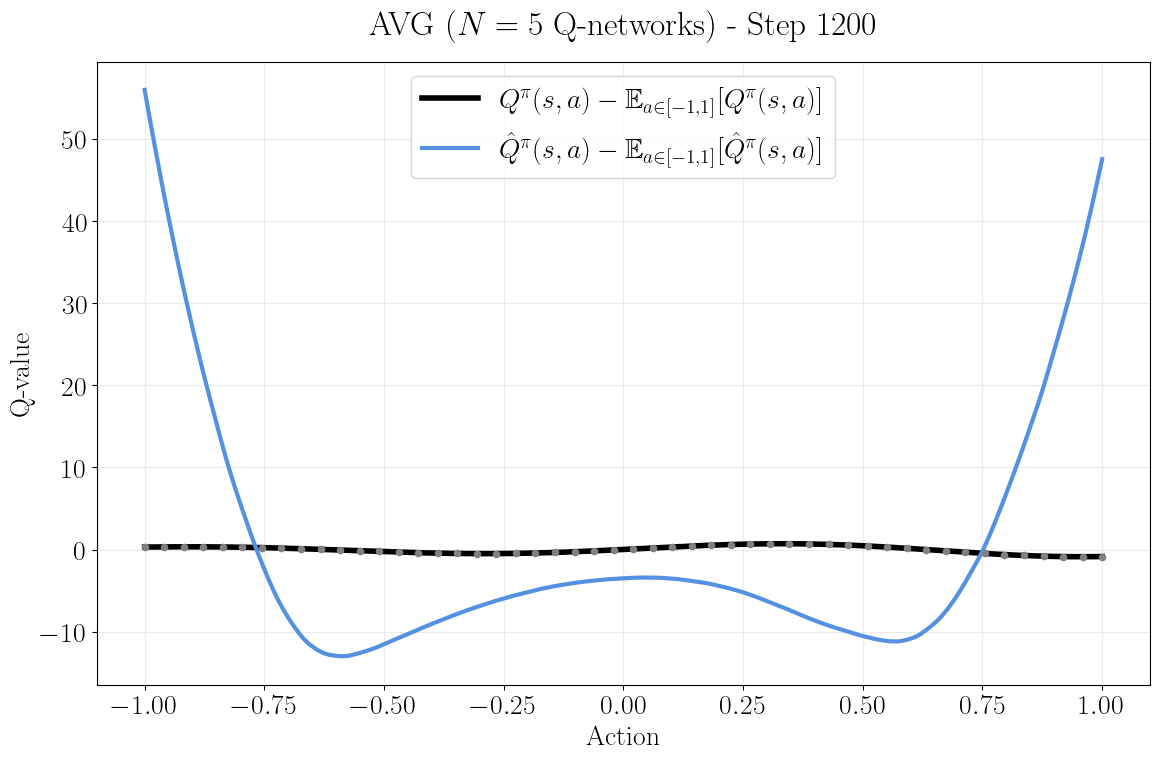 AVG (N = 5 Q-networks) - Step 1200
Q^π(s, a) − 𝔼_{a∈[−1,1]}[Q^π(s, a)]
Q̂^π(s, a) − 𝔼_{a∈[−1,1]}[Q̂^π(s, a)]
Q-value
50
40
30
20
10
0
−10
−1.00 −0.75 −0.50 −0.25 0.00 0.25 0.50 0.75 1.00
Action